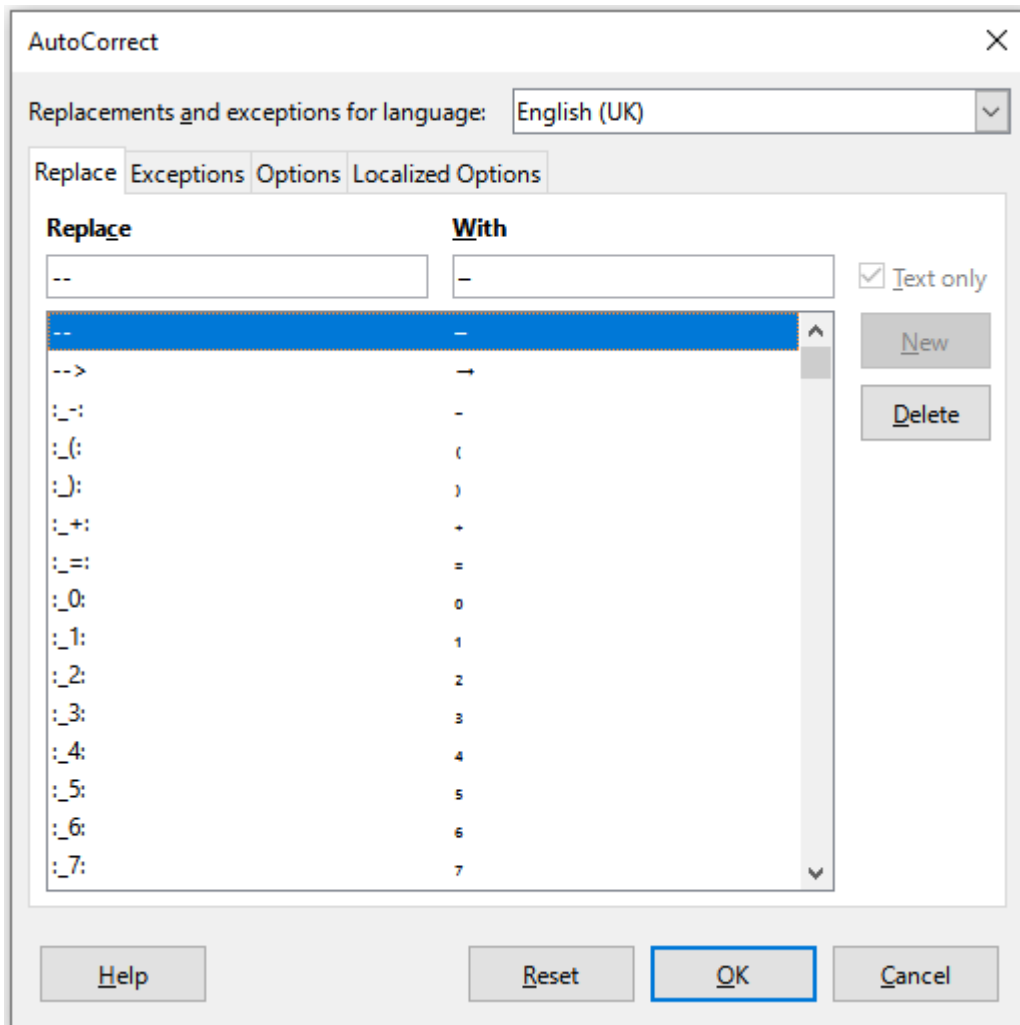 AutoCorrect
Replacements and exceptions for language: English (UK)
Replace Exceptions Options Localized Options
Replace With
-- – Text only
-- –
New
--> →
:_-: ₋
Delete
:_(: ₍
:_): ₎
:_+: ₊
:_=: ₌
:_0: ₀
:_1: ₁
:_2: ₂
:_3: ₃
:_4: ₄
:_5: ₅
:_6: ₆
:_7: ₇
Help Reset OK Cancel